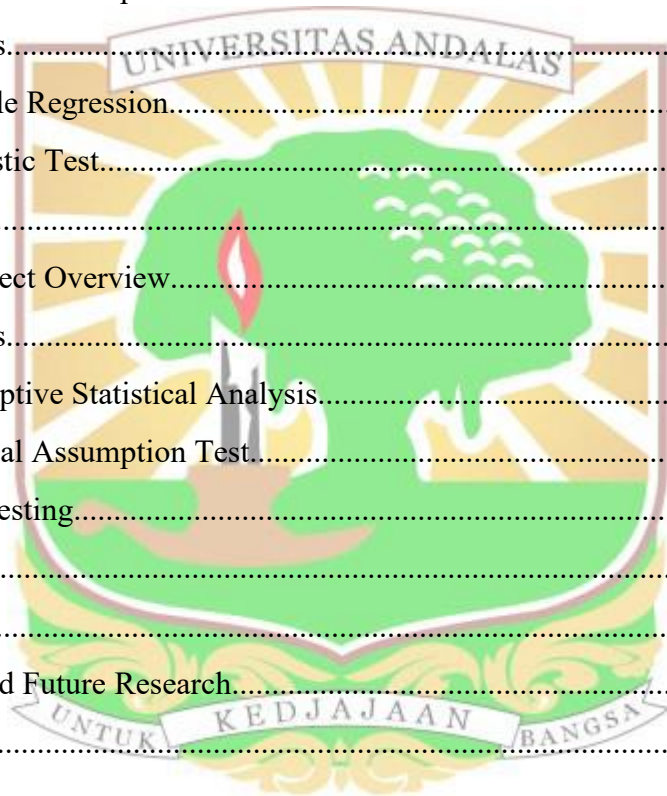 s........................................
UNIVERSITAS ANDALAS
le Regression........................................
stic Test........................................
........................................
ect Overview........................................
s........................................
ptive Statistical Analysis........................................
al Assumption Test........................................
esting........................................
........................................
........................................
d Future Research........................................
UNTUK KEDJAJAAN BANGSA
........................................